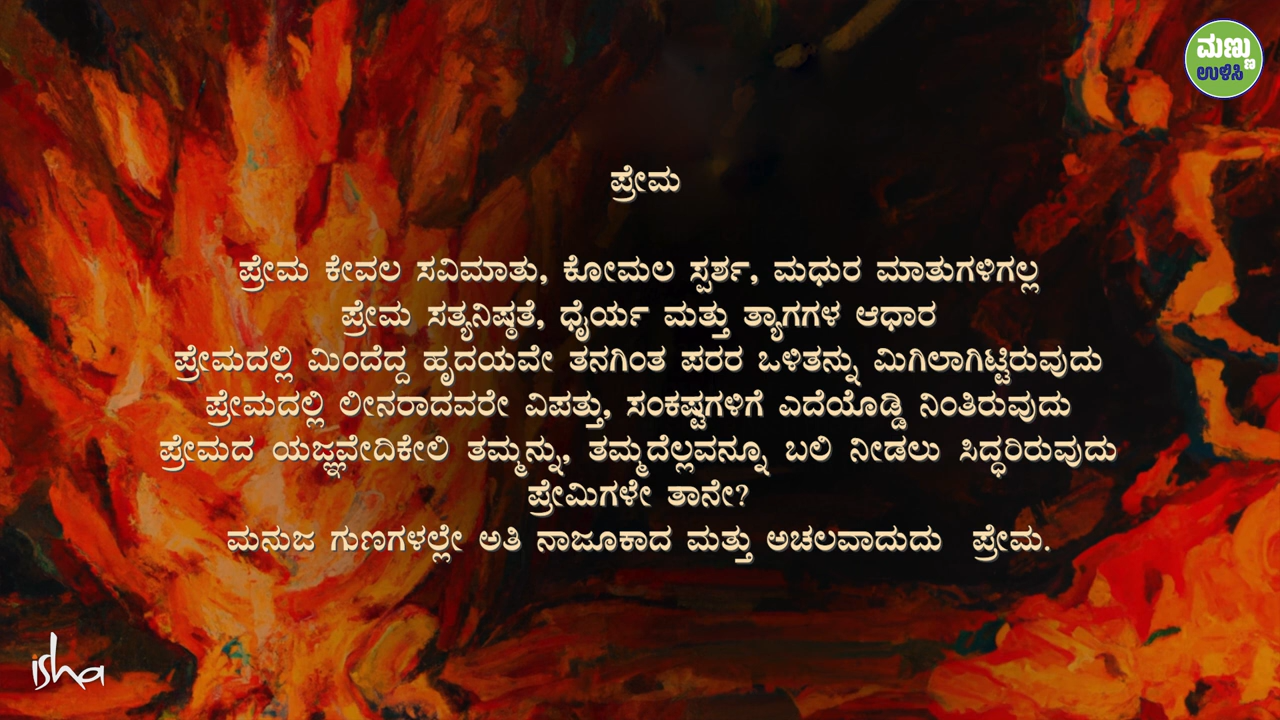 ಮಣ್ಣು
ಉಳಿಸಿ
ಪ್ರೇಮ
ಪ್ರೇಮ ಕೇವಲ ಸವಿಮಾತು, ಕೋಮಲ ಸ್ಪರ್ಶ, ಮಧುರ ಮಾತುಗಳಿಗಲ್ಲ
ಪ್ರೇಮ ಸತ್ಯನಿಷ್ಠತೆ, ಧೈರ್ಯ ಮತ್ತು ತ್ಯಾಗಗಳ ಆಧಾರ
ಪ್ರೇಮದಲ್ಲಿ ಮಿಂದೆದ್ದ ಹೃದಯವೇ ತನಗಿಂತ ಪರರ ಒಳಿತನ್ನು ಮಿಗಿಲಾಗಿಟ್ಟಿರುವುದು
ಪ್ರೇಮದಲ್ಲಿ ಲೀನರಾದವರೇ ವಿಪತ್ತು, ಸಂಕಷ್ಟಗಳಿಗೆ ಎದೆಯೊಡ್ಡಿ ನಿಂತಿರುವುದು
ಪ್ರೇಮದ ಯಜ್ಞವೇದಿಕೇಲಿ ತಮ್ಮನ್ನು, ತಮ್ಮದೆಲ್ಲವನ್ನೂ ಬಲಿ ನೀಡಲು ಸಿದ್ಧರಿರುವುದು
ಪ್ರೇಮಿಗಳೇ ತಾನೇ?
ಮನುಜ ಗುಣಗಳಲ್ಲೇ ಅತಿ ನಾಜೂಕಾದ ಮತ್ತು ಅಚಲವಾದುದು ಪ್ರೇಮ.
isha